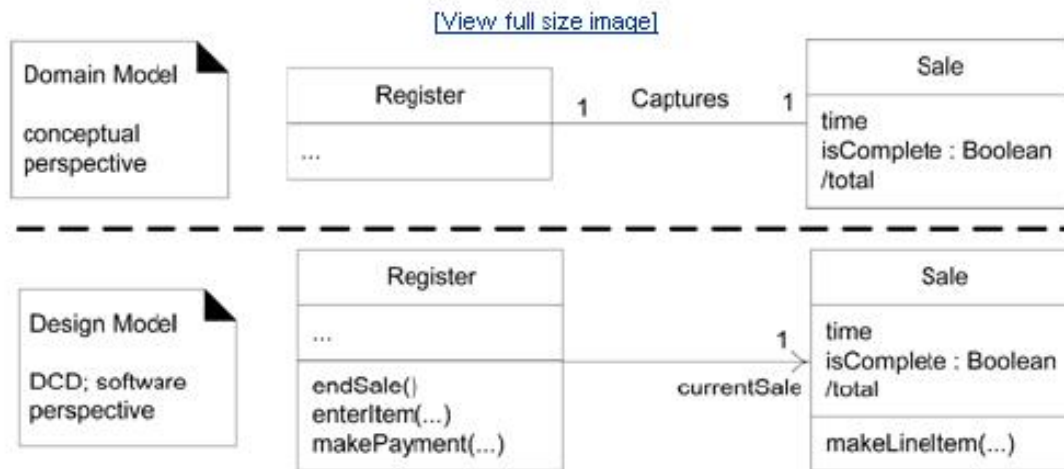 [View full size image]
Domain Model
conceptual
perspective
Register
...
1 Captures 1
Sale
time
isComplete : Boolean
/total
Design Model
DCD; software
perspective
Register
...
endSale()
enterItem(...)
makePayment(...)
1
currentSale
Sale
time
isComplete : Boolean
/total
makeLineItem(...)